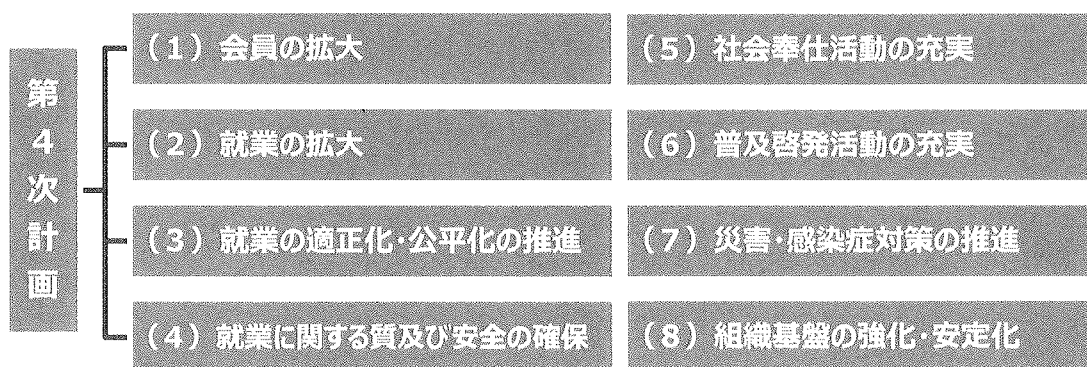 第4次計画
(1)会員の拡大
(2)就業の拡大
(3)就業の適正化・公平化の推進
(4)就業に関する質及び安全の確保
(5)社会奉仕活動の充実
(6)普及啓発活動の充実
(7)災害・感染症対策の推進
(8)組織基盤の強化・安定化